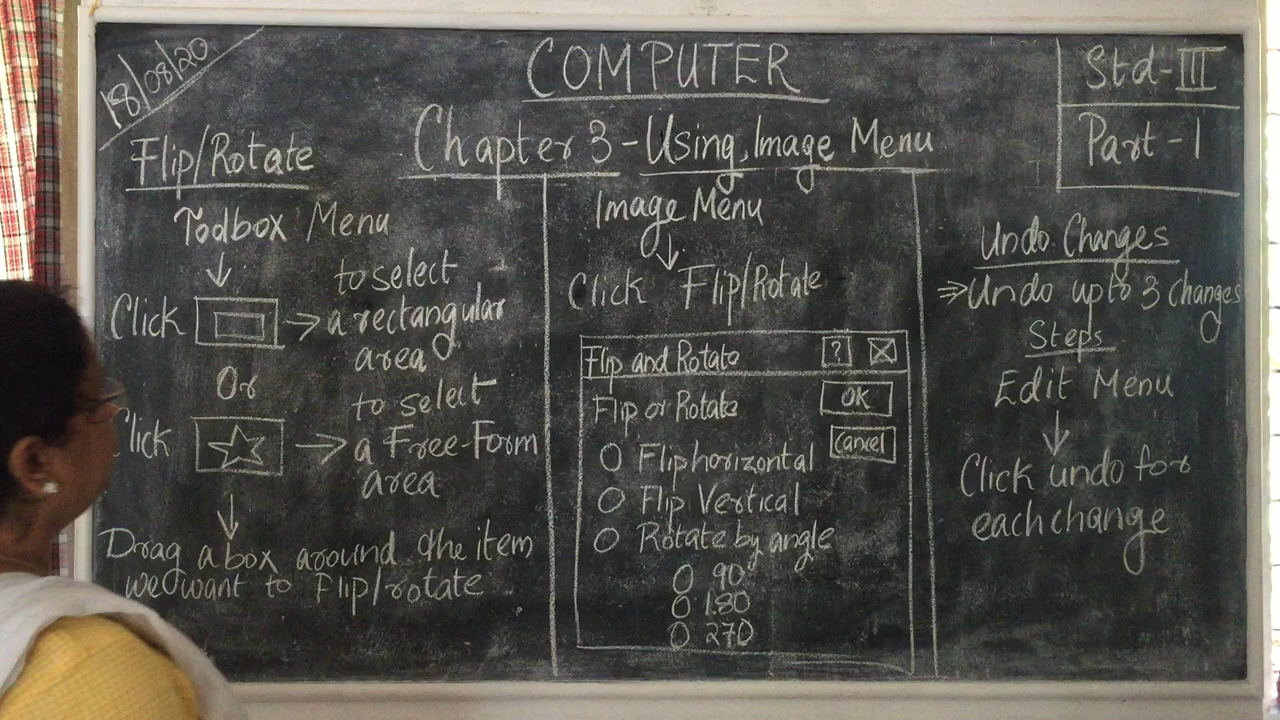 18/08/20
COMPUTER
Std-III
Part-1
Chapter 3 - Using Image Menu
Flip/Rotate
Toolbox Menu
↓
Click → to select
a rectangular
area
Or
Click → to select
a Free-Form
area
↓
Drag a box around the item
we want to Flip/rotate
Image Menu
↓
Click Flip/Rotate
Flip and Rotate ? X
Flip or Rotate OK
Cancel
O Flip horizontal
O Flip Vertical
O Rotate by angle
O 90
O 180
O 270
Undo Changes
⇒ Undo upto 3 changes
Steps
Edit Menu
↓
Click undo for
each change